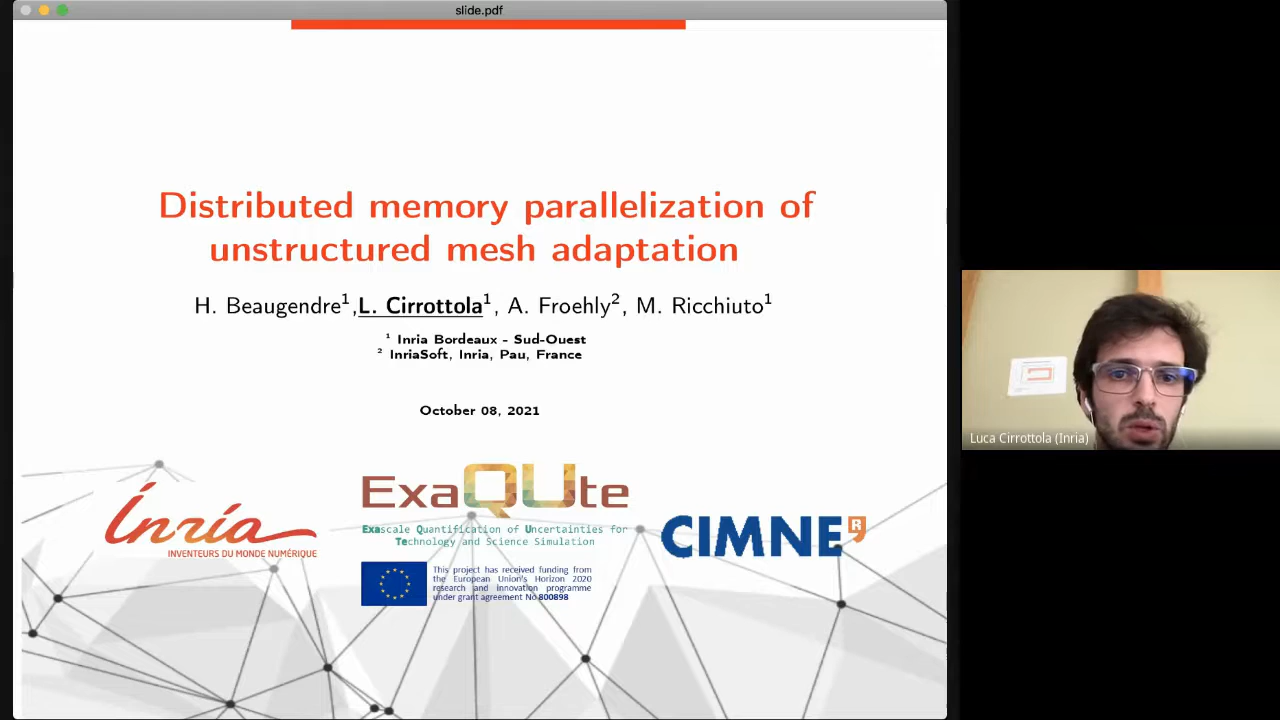 slide.pdf
Distributed memory parallelization of
unstructured mesh adaptation
H. Beaugendre¹,L. Cirrottola¹, A. Froehly², M. Ricchiuto¹
¹ Inria Bordeaux - Sud-Ouest
² InriaSoft, Inria, Pau, France
October 08, 2021
Inria
INVENTEURS DU MONDE NUMÉRIQUE
ExaQUte
Exascale Quantification of Uncertainties for
Technology and Science Simulation
This project has received funding from
the European Union's Horizon 2020
research and innovation programme
under grant agreement No 800898
CIMNE R
Luca Cirrottola (Inria)